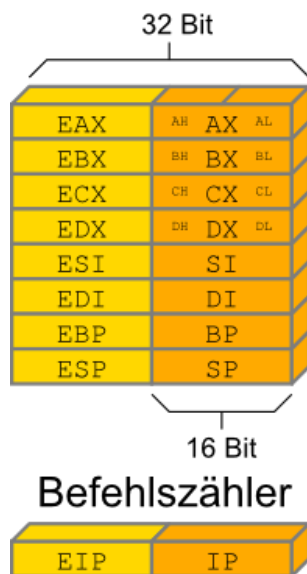 32 Bit
EAX AH AX AL
EBX BH BX BL
ECX CH CX CL
EDX DH DX DL
ESI SI
EDI DI
EBP BP
ESP SP
16 Bit
Befehlszähler
EIP IP